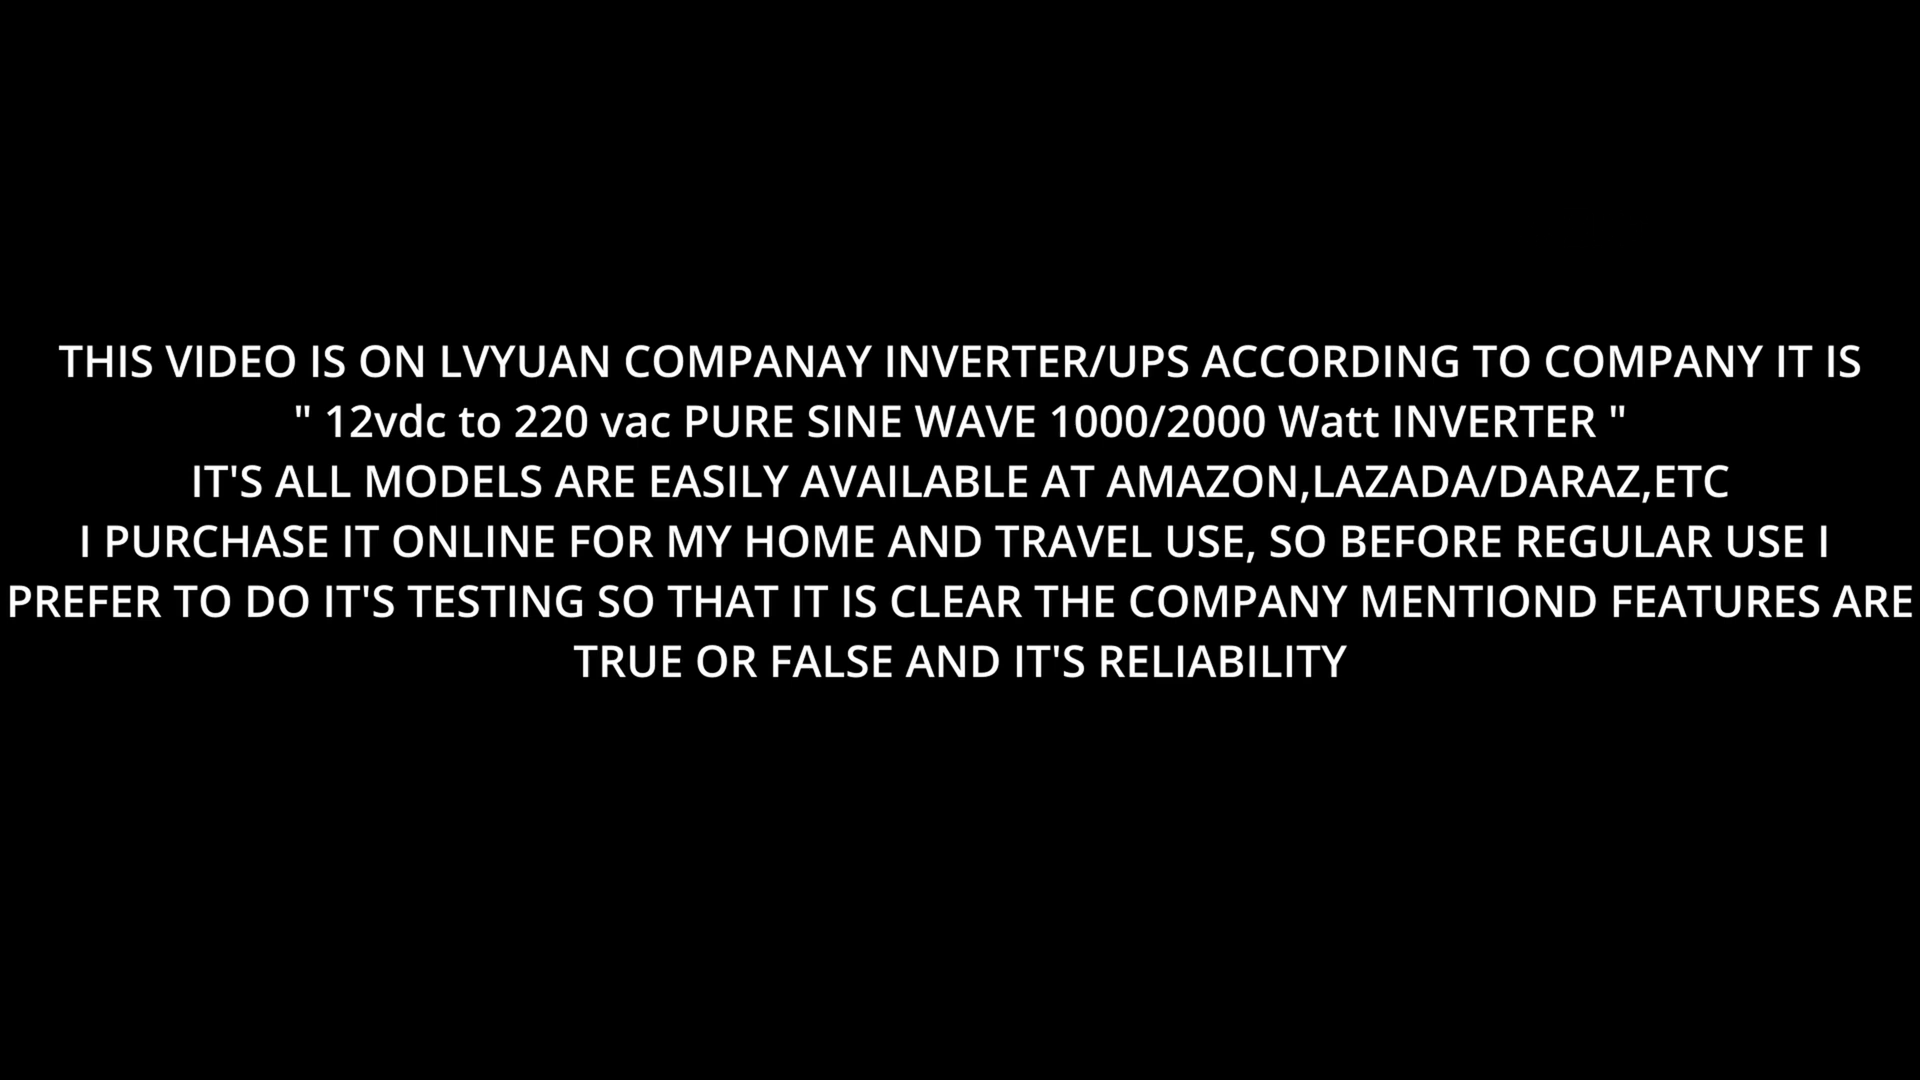 THIS VIDEO IS ON LVYUAN COMPANAY INVERTER/UPS ACCORDING TO COMPANY IT IS
" 12vdc to 220 vac PURE SINE WAVE 1000/2000 Watt INVERTER "
IT'S ALL MODELS ARE EASILY AVAILABLE AT AMAZON,LAZADA/DARAZ,ETC
I PURCHASE IT ONLINE FOR MY HOME AND TRAVEL USE, SO BEFORE REGULAR USE I
PREFER TO DO IT'S TESTING SO THAT IT IS CLEAR THE COMPANY MENTIOND FEATURES ARE
TRUE OR FALSE AND IT'S RELIABILITY